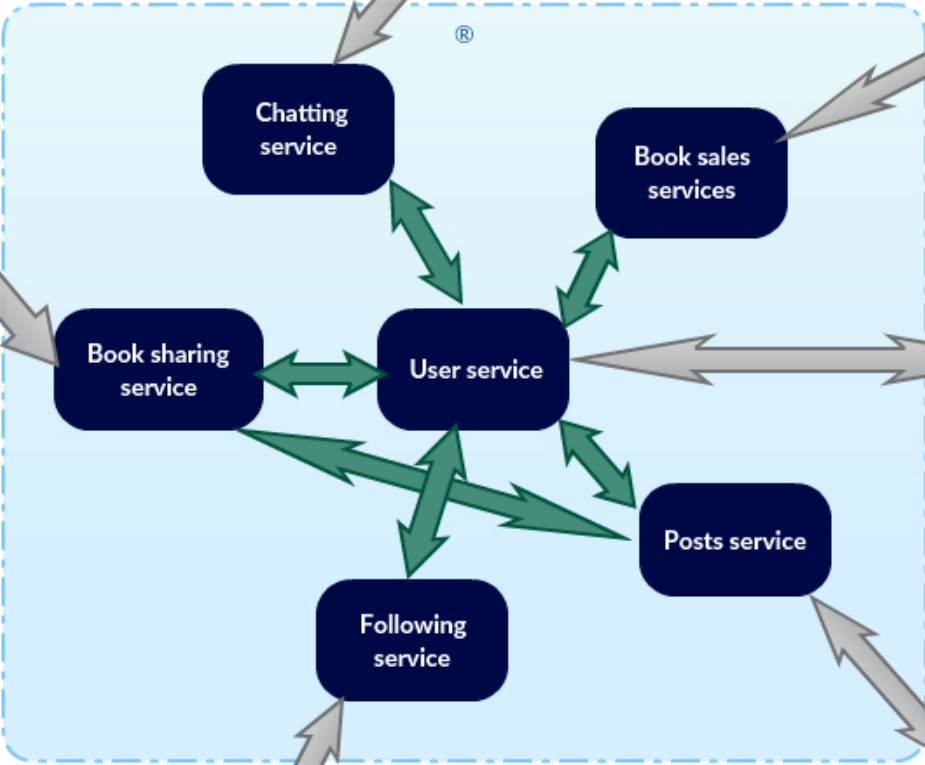 ®
Chatting
service
Book sales
services
Book sharing
service
User service
Posts service
Following
service